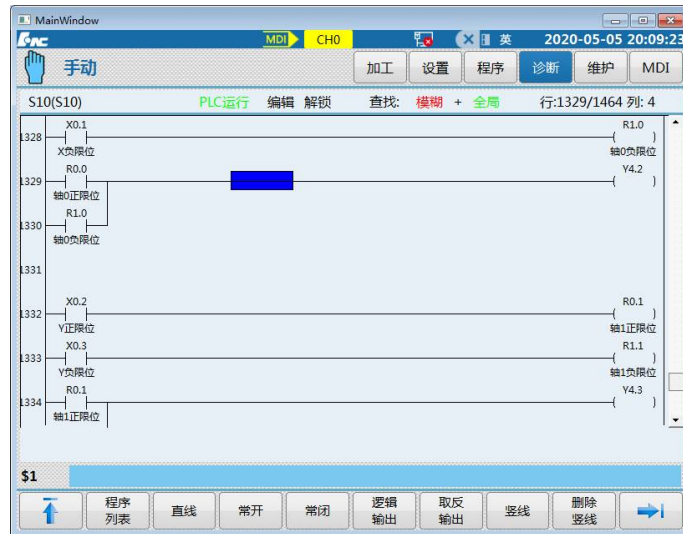 MainWindow
MDI CH0 英 2020-05-05 20:09:23
手动 加工 设置 程序 诊断 维护 MDI
S10(S10) PLC运行 编辑 解锁 查找: 模糊 + 全局 行:1329/1464 列: 4
X0.1 R1.0
1328
X负限位 轴0负限位
R0.0 Y4.2
1329
轴0正限位
R1.0
1330
轴0负限位
1331
X0.2 R0.1
1332
Y正限位 轴1正限位
X0.3 R1.1
1333
Y负限位 轴1负限位
R0.1 Y4.3
1334
轴1正限位
$1
程序 逻辑 取反 删除
直线 常开 常闭 竖线
列表 输出 输出 竖线